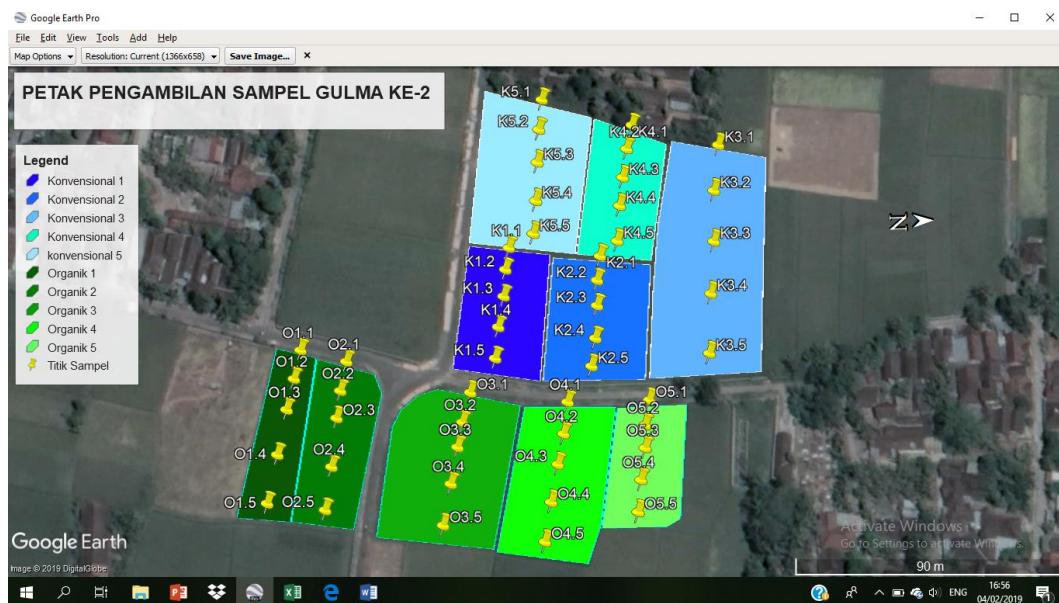 Google Earth Pro
File Edit View Tools Add Help
Map Options Resolution: Current (1366x658) Save Image... ×
PETAK PENGAMBILAN SAMPEL GULMA KE-2
Legend
Konvensional 1
Konvensional 2
Konvensional 3
Konvensional 4
konvensional 5
Organik 1
Organik 2
Organik 3
Organik 4
Organik 5
Titik Sampel
K5.1
K5.2
K5.3
K5.4
K5.5
K4.2 K4.1
K4.3
K4.4
K4.5
K3.1
K3.2
K3.3
K3.4
K3.5
K1.1
K1.2
K1.3
K1.4
K1.5
K2.1
K2.2
K2.3
K2.4
K2.5
O1.1
O1.2
O1.3
O1.4
O1.5
O2.1
O2.2
O2.3
O2.4
O2.5
O3.1
O3.2
O3.3
O3.4
O3.5
O4.1
O4.2
O4.3
O4.4
O4.5
O5.1
O5.2
O5.3
O5.4
O5.5
N
Activate Windows
Go to Settings to activate Windows.
Google Earth
Image © 2019 DigitalGlobe
90 m
ENG
16:56
04/02/2019